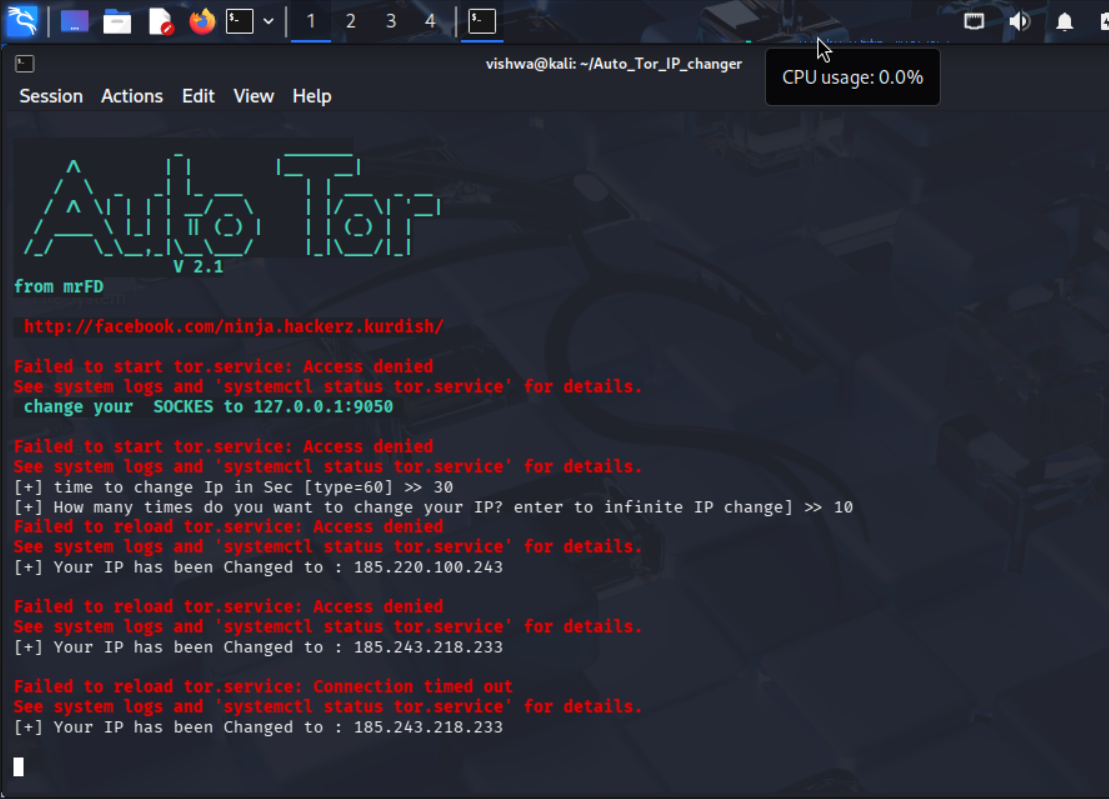 1 2 3 4
vishwa@kali: ~/Auto_Tor_IP_changer
CPU usage: 0.0%
Session Actions Edit View Help
Auto Tor
V 2.1
from mrFD
http://facebook.com/ninja.hackerz.kurdish/
Failed to start tor.service: Access denied
See system logs and 'systemctl status tor.service' for details.
change your  SOCKES to 127.0.0.1:9050
Failed to start tor.service: Access denied
See system logs and 'systemctl status tor.service' for details.
[+] time to change Ip in Sec [type=60] >> 30
[+] How many times do you want to change your IP? enter to infinite IP change] >> 10
Failed to reload tor.service: Access denied
See system logs and 'systemctl status tor.service' for details.
[+] Your IP has been Changed to : 185.220.100.243
Failed to reload tor.service: Access denied
See system logs and 'systemctl status tor.service' for details.
[+] Your IP has been Changed to : 185.243.218.233
Failed to reload tor.service: Connection timed out
See system logs and 'systemctl status tor.service' for details.
[+] Your IP has been Changed to : 185.243.218.233